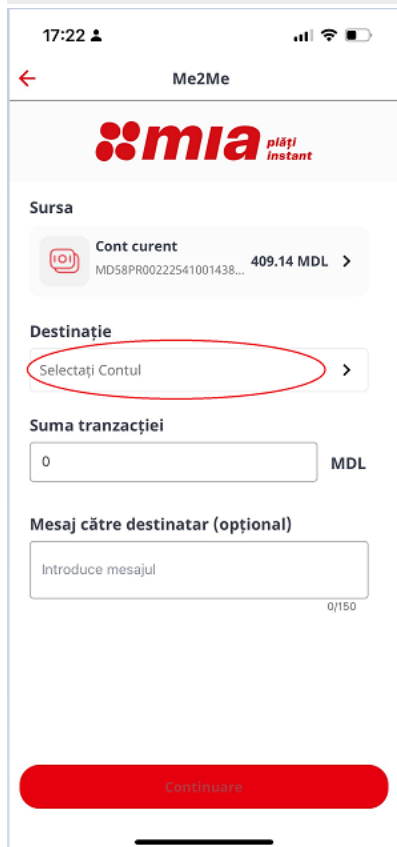 17:22
Me2Me
mia plăți instant
Sursa
Cont curent
409.14 MDL
MD58PR00222541001438...
Destinație
Selectați Contul
Suma tranzacției
0
MDL
Mesaj către destinatar (opțional)
Introduce mesajul
0/150
Continuare